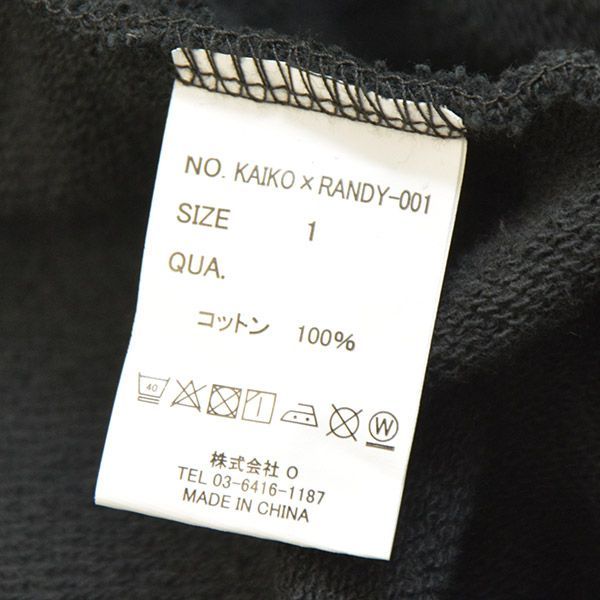 NO. KAIKO×RANDY-001
SIZE 1
QUA.
コットン 100%
40 W
株式会社 O
TEL 03-6416-1187
MADE IN CHINA